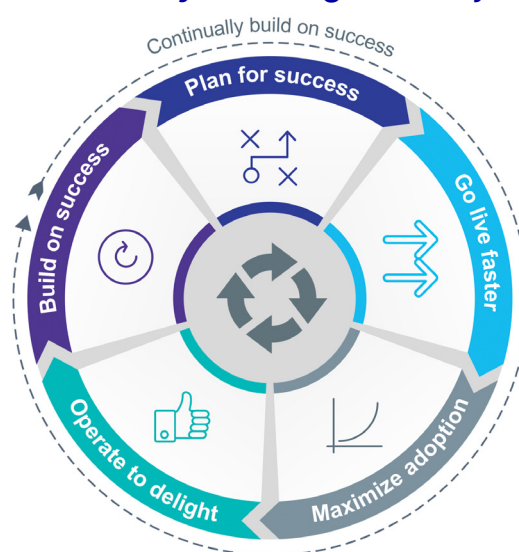 Continually build on success
Plan for success
Go live faster
Maximize adoption
Operate to delight
Build on success